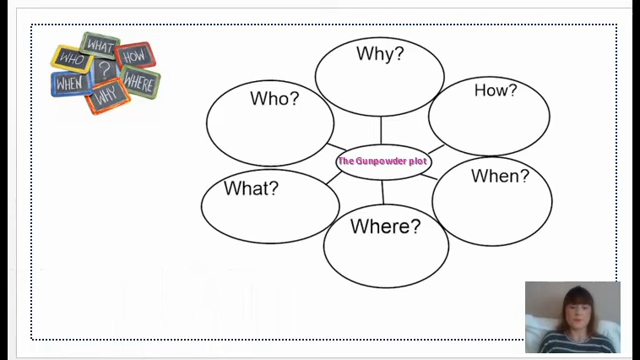 WHAT
WHO
HOW
?
WHEN
WHERE
WHY
Why?
Who?
How?
The Gunpowder plot
What?
When?
Where?